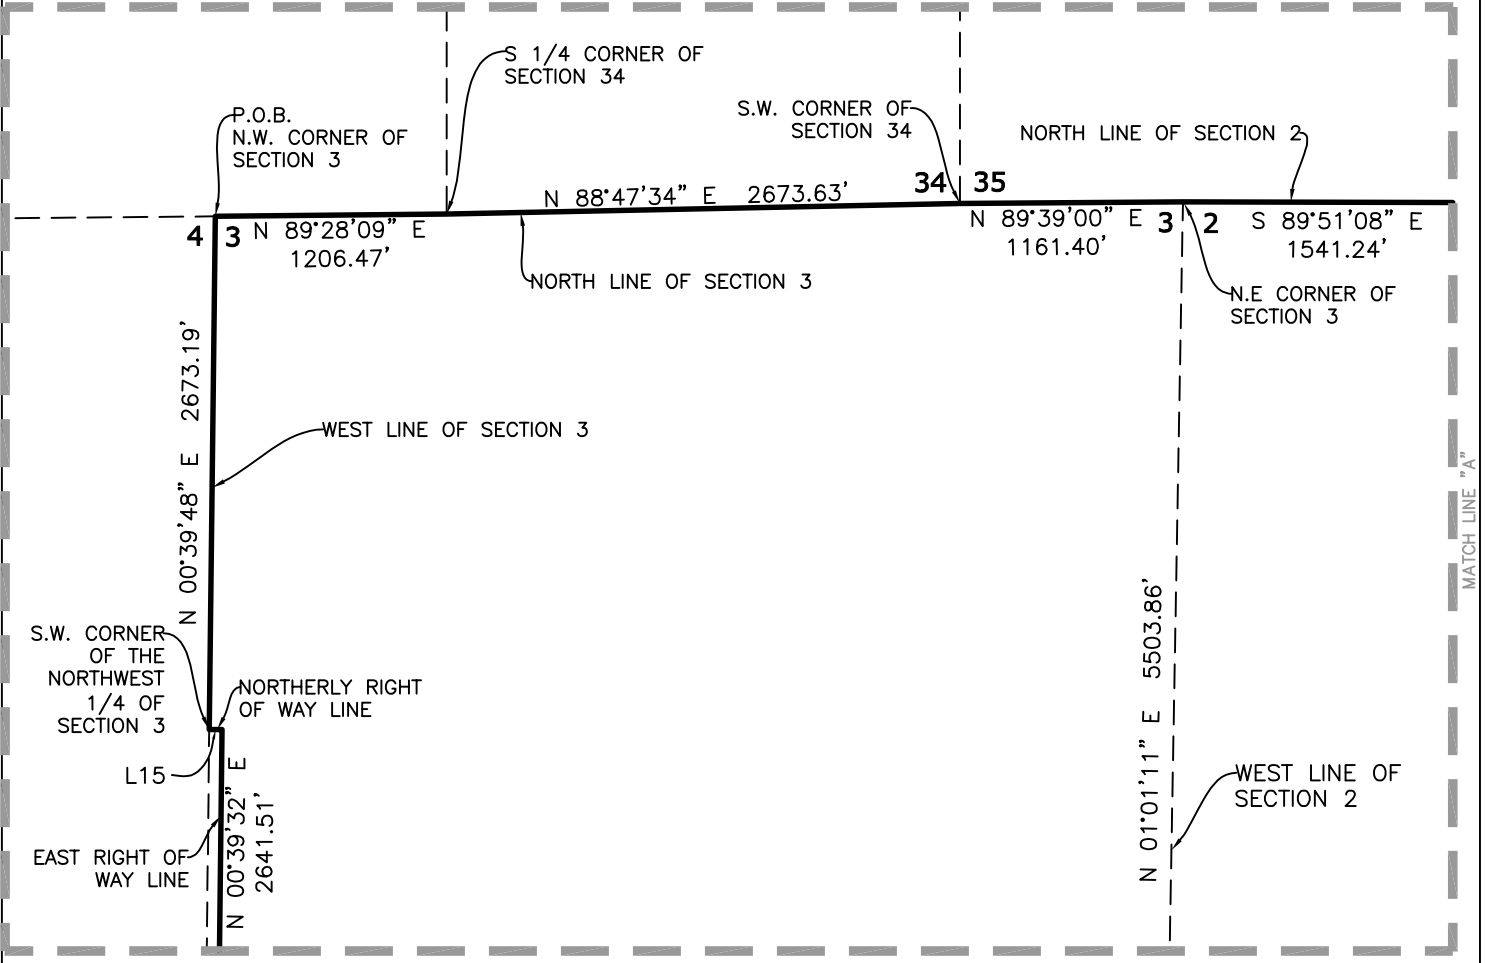 S 1/4 CORNER OF
SECTION 34
P.O.B.
N.W. CORNER OF
SECTION 3
S.W. CORNER OF
SECTION 34
NORTH LINE OF SECTION 2
N 88°47'34" E 2673.63'
34 35
4 3
N 89°28'09" E
1206.47'
N 89°39'00" E
1161.40'
3 2
S 89°51'08" E
1541.24'
NORTH LINE OF SECTION 3
N.E CORNER OF
SECTION 3
N 00°39'48" E 2673.19'
WEST LINE OF SECTION 3
MATCH LINE "A"
S.W. CORNER
OF THE
NORTHWEST
1/4 OF
SECTION 3
NORTHERLY RIGHT
OF WAY LINE
L15
N 00°39'32" E
2641.51'
EAST RIGHT OF
WAY LINE
N 01°01'11" E 5503.86'
WEST LINE OF
SECTION 2